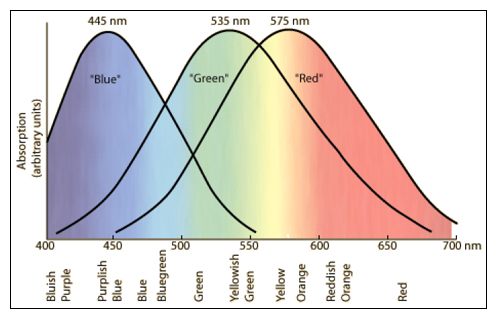 445 nm
535 nm
575 nm
"Blue"
"Green"
"Red"
Absorption
(arbitrary units)
400
450
500
550
600
650
700 nm
Bluish
Purple
Purplish
Blue
Blue
Bluegreen
Green
Yellowish
Green
Yellow
Orange
Reddish
Orange
Red